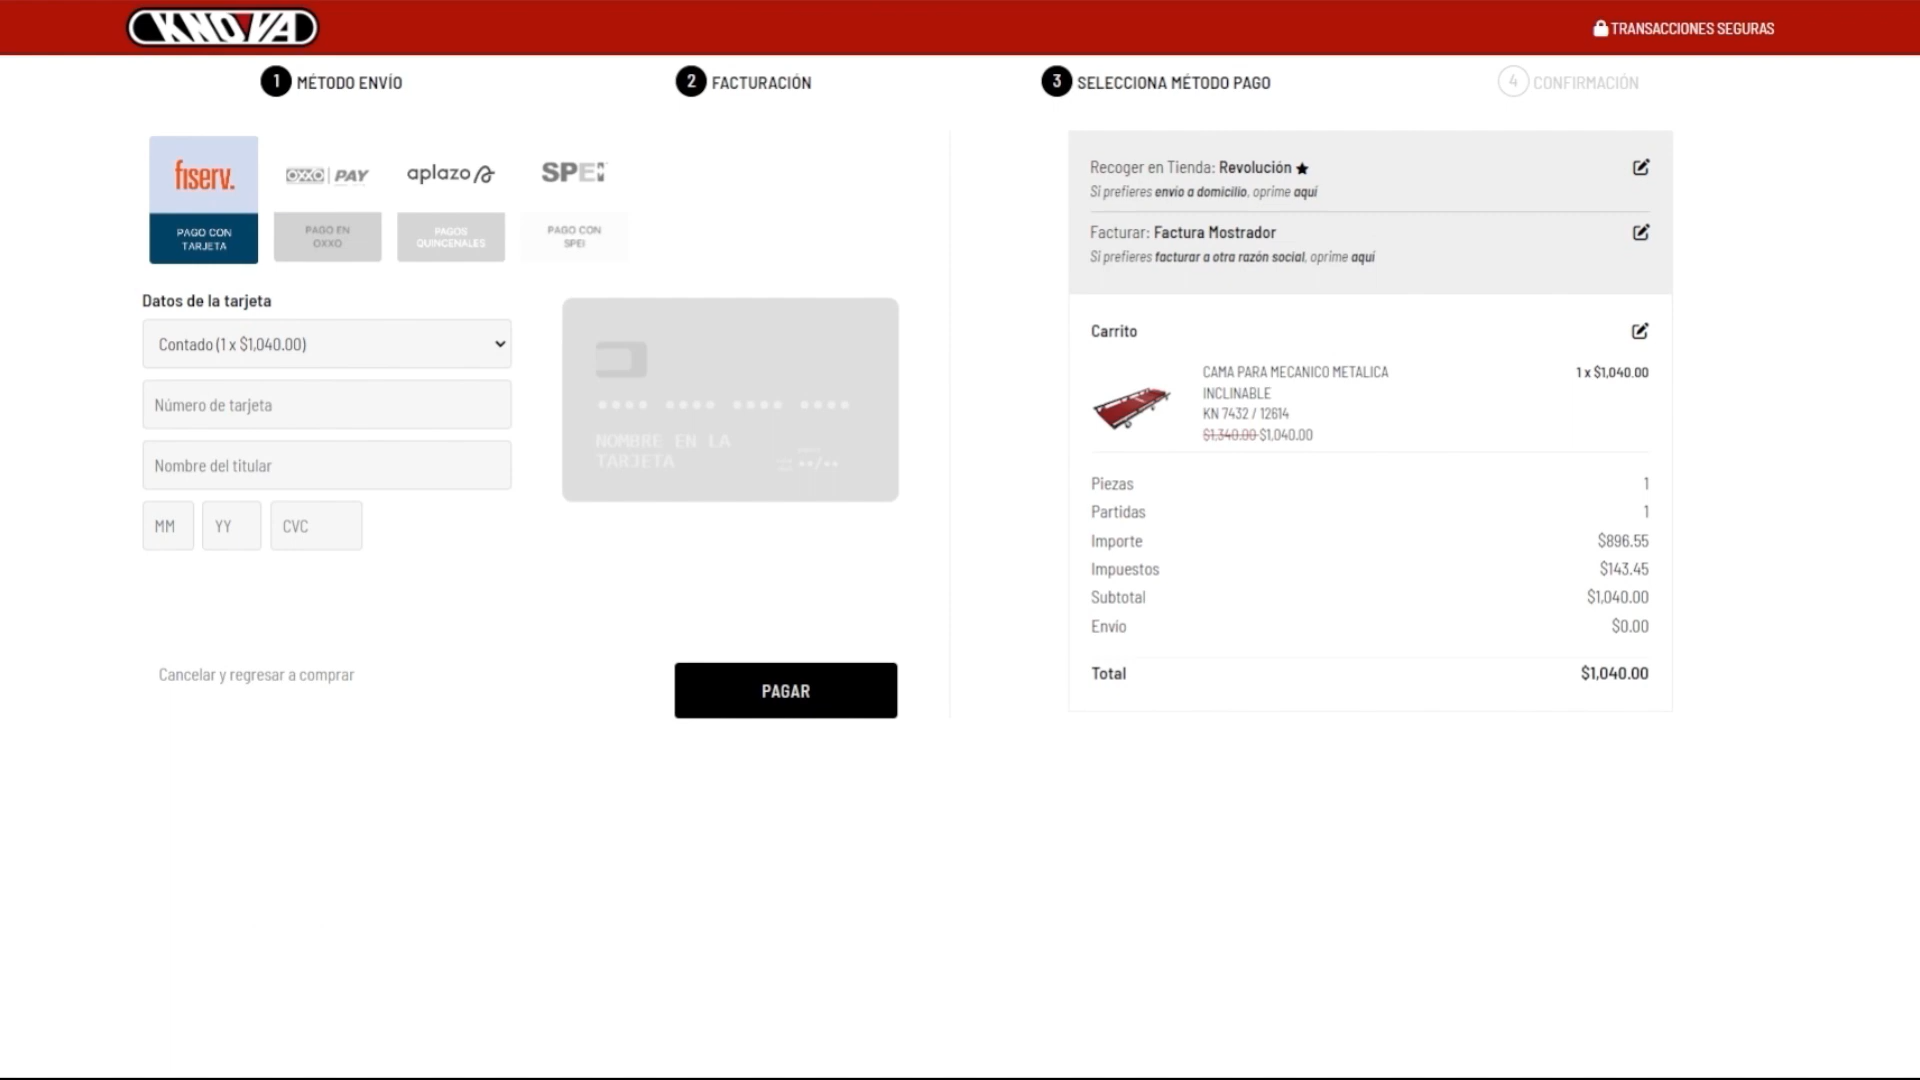 KNOVA
TRANSACCIONES SEGURAS
1 MÉTODO ENVÍO
2 FACTURACIÓN
3 SELECCIONA MÉTODO PAGO
4 CONFIRMACIÓN
fiserv.
PAGO CON
TARJETA
OXXO PAY
PAGO EN
OXXO
aplazo
PAGOS
QUINCENALES
SPEI
PAGO CON
SPEI
Datos de la tarjeta
Contado (1 x $1,040.00)
Número de tarjeta
Nombre del titular
MM
YY
CVC
NOMBRE EN LA
TARJETA
••/••
Cancelar y regresar a comprar
PAGAR
Recoger en Tienda: Revolución ★
Si prefieres envío a domicilio, oprime aquí
Facturar: Factura Mostrador
Si prefieres facturar a otra razón social, oprime aquí
Carrito
CAMA PARA MECANICO METALICA
INCLINABLE
KN 7432 / 12614
$1,340.00 $1,040.00
1 x $1,040.00
Piezas 1
Partidas 1
Importe $896.55
Impuestos $143.45
Subtotal $1,040.00
Envío $0.00
Total $1,040.00